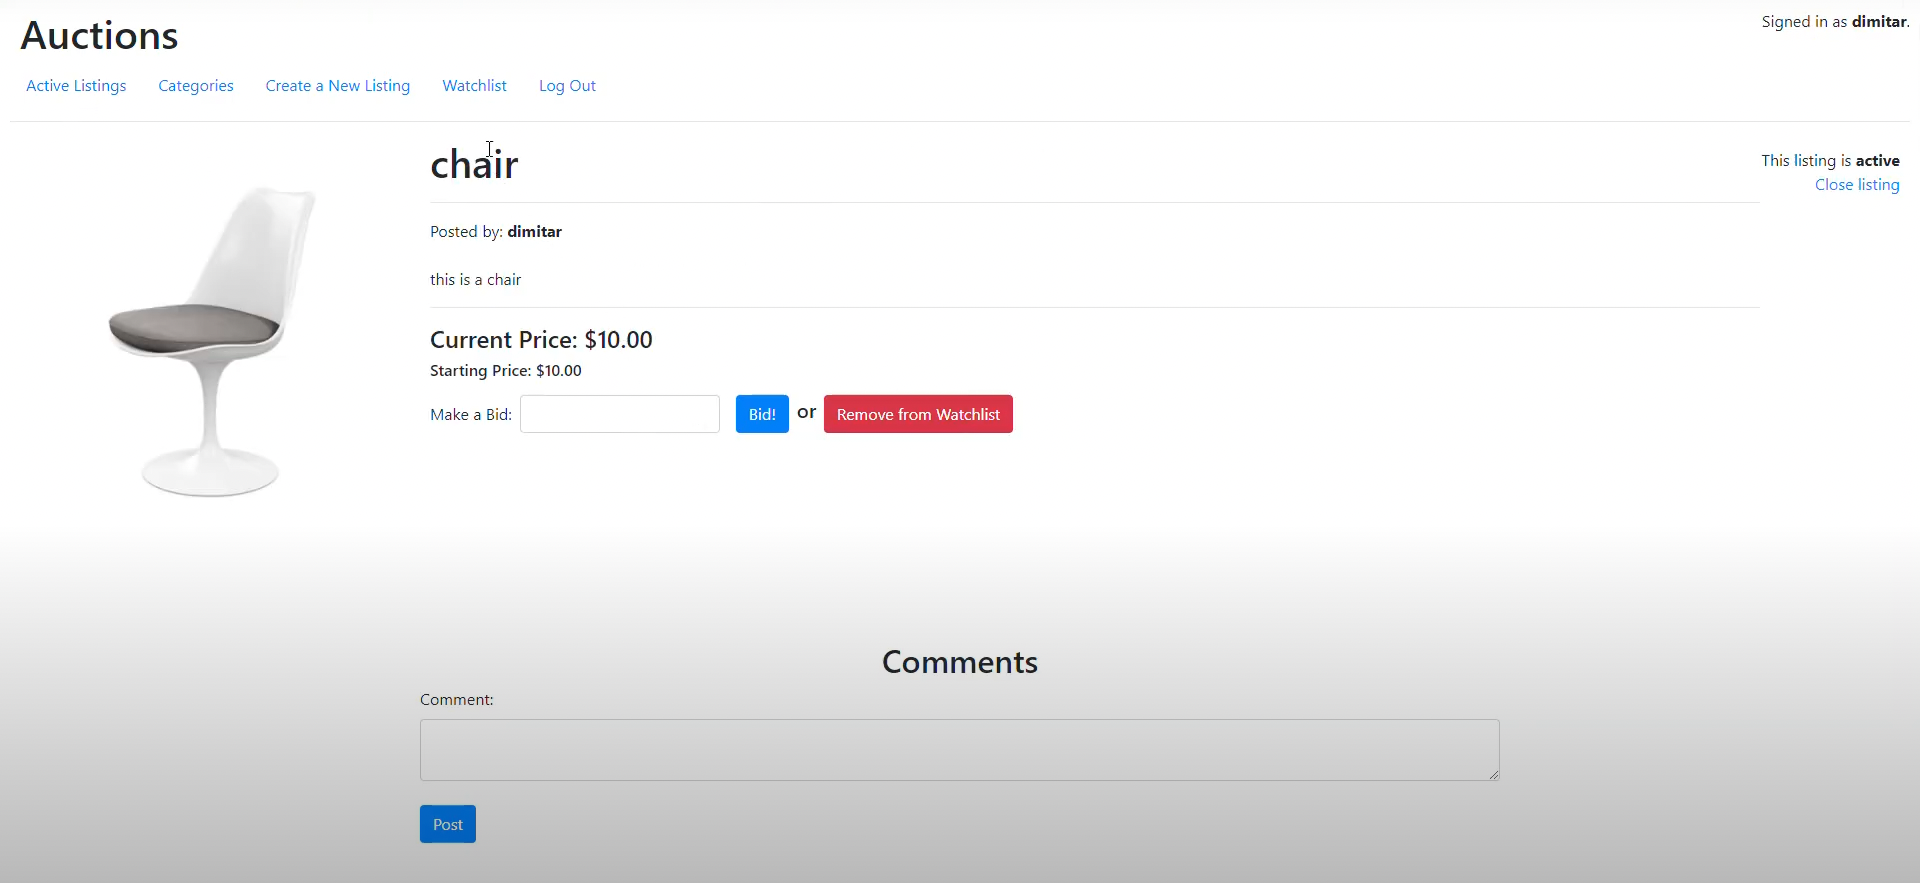 Auctions
Signed in as dimitar.
Active Listings Categories Create a New Listing Watchlist Log Out
chair
This listing is active
Close listing
Posted by: dimitar
this is a chair
Current Price: $10.00
Starting Price: $10.00
Make a Bid: Bid! or Remove from Watchlist
Comments
Comment:
Post